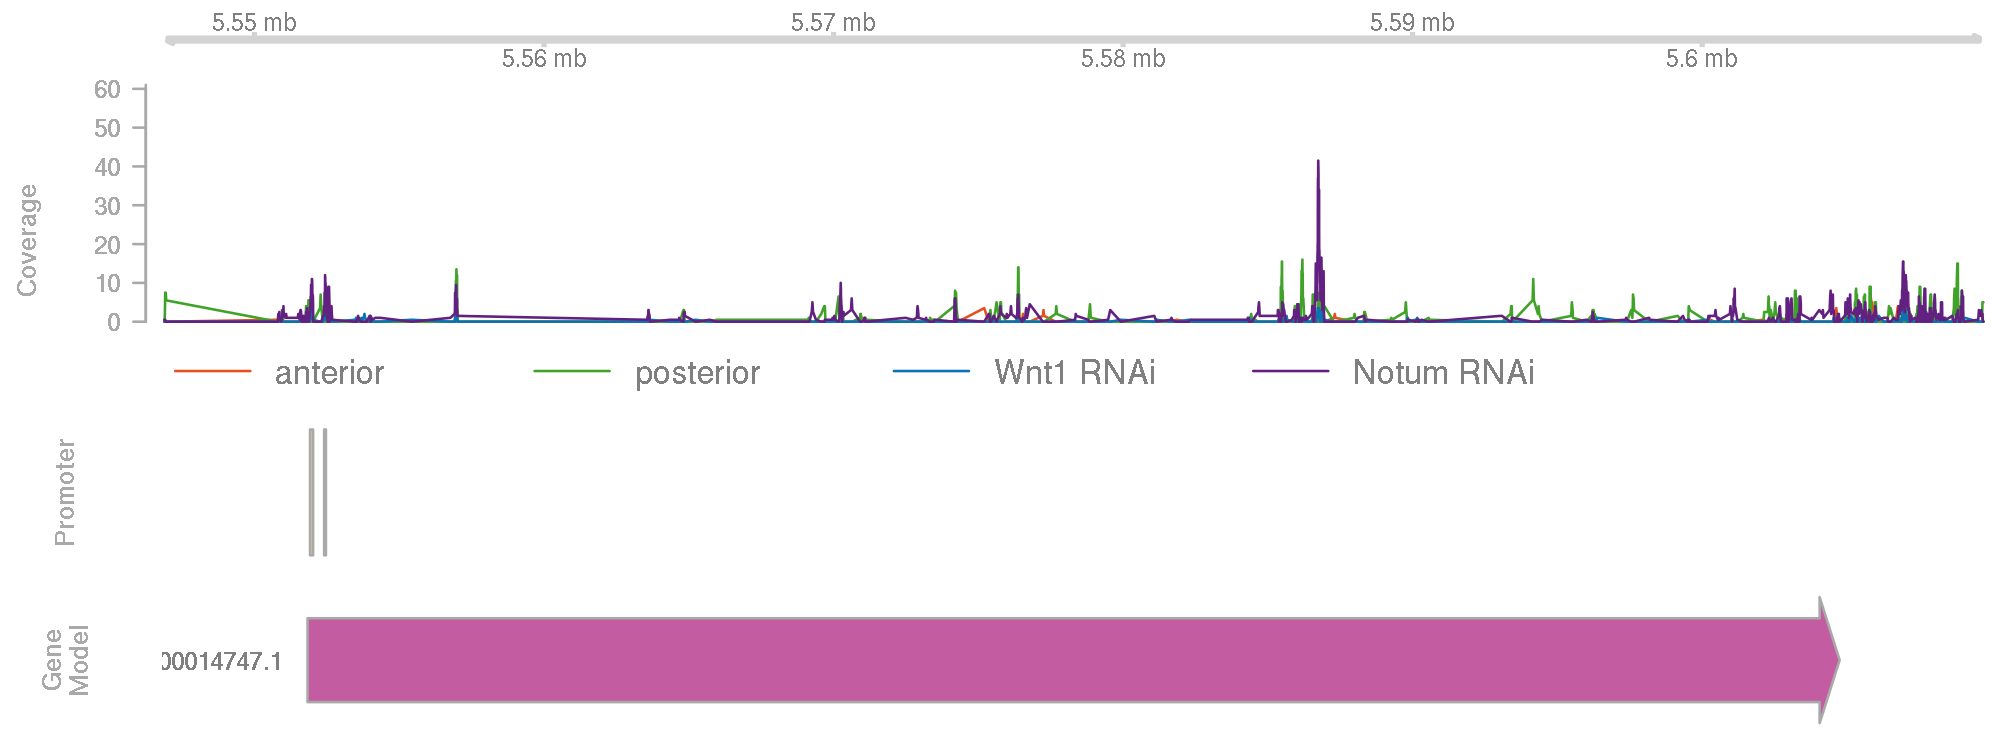 5.55 mb 5.57 mb 5.59 mb
5.56 mb 5.58 mb 5.6 mb
Coverage
60
50
40
30
20
10
0
anterior posterior Wnt1 RNAi Notum RNAi
Promoter
Gene
Model
00014747.1